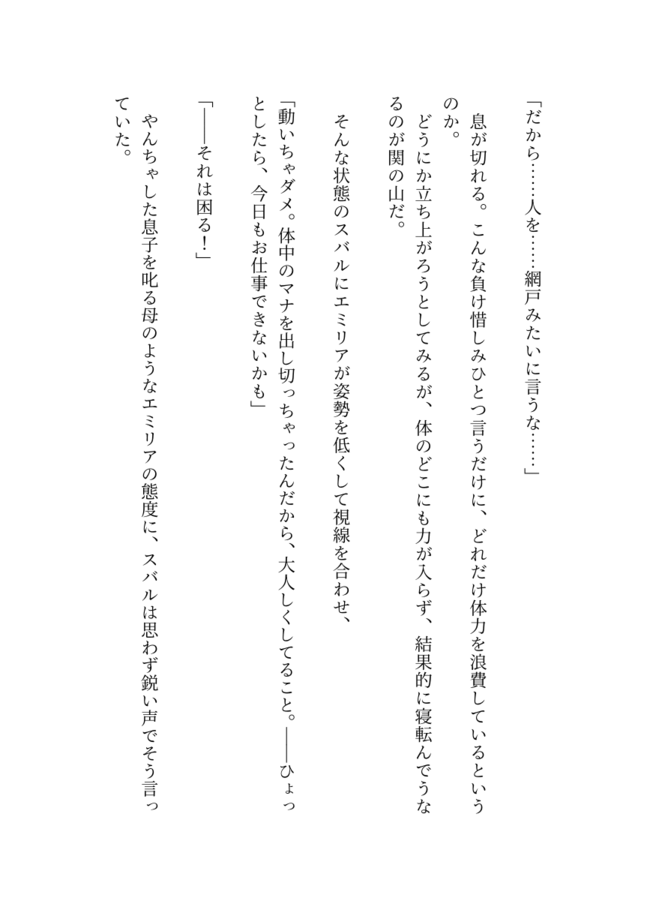 「だから……人を……網戸みたいに言うな……」
　息が切れる。こんな負け惜しみひとつ言うだけに、どれだけ体力を浪費しているという
のか。
　どうにか立ち上がろうとしてみるが、体のどこにも力が入らず、結果的に寝転んでうな
るのが関の山だ。
　そんな状態のスバルにエミリアが姿勢を低くして視線を合わせ、
「動いちゃダメ。体中のマナを出し切っちゃったんだから、大人しくしてること。――ひょっ
としたら、今日もお仕事できないかも」
「――それは困る！」
　やんちゃした息子を叱る母のようなエミリアの態度に、スバルは思わず鋭い声でそう言っ
ていた。